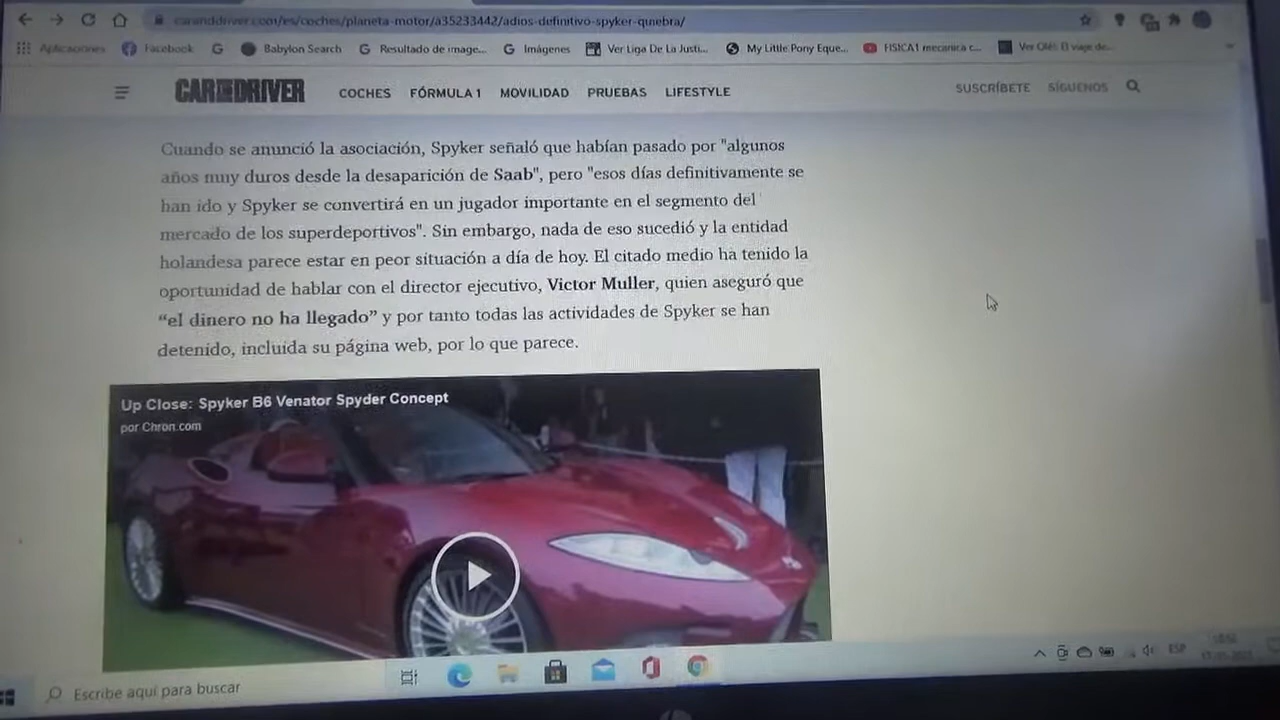 caranddriver.com/es/coches/planeta-motor/a35233442/adios-definitivo-spyker-quiebra/
Aplicaciones Facebook Babylon Search Resultado de image... Imágenes Ver Liga De La Justi... My Little Pony Eque... FISICA1 mecanica c... Ver Olé! El viaje de...
CAR AND DRIVER COCHES FÓRMULA 1 MOVILIDAD PRUEBAS LIFESTYLE SUSCRÍBETE SÍGUENOS
Cuando se anunció la asociación, Spyker señaló que habían pasado por "algunos
años muy duros desde la desaparición de Saab", pero "esos días definitivamente se
han ido y Spyker se convertirá en un jugador importante en el segmento del
mercado de los superdeportivos". Sin embargo, nada de eso sucedió y la entidad
holandesa parece estar en peor situación a día de hoy. El citado medio ha tenido la
oportunidad de hablar con el director ejecutivo, Victor Muller, quien aseguró que
“el dinero no ha llegado” y por tanto todas las actividades de Spyker se han
detenido, incluida su página web, por lo que parece.
Up Close: Spyker B6 Venator Spyder Concept
por Chron.com
ESP
Escribe aquí para buscar